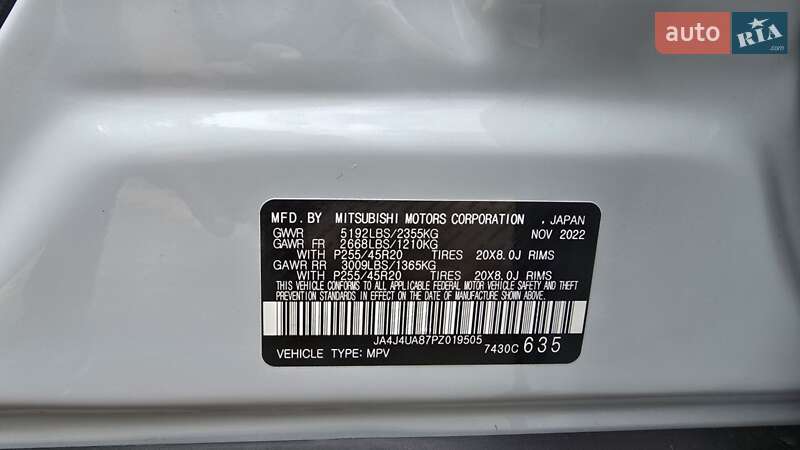 auto RIA.com
MFD. BY MITSUBISHI MOTORS CORPORATION , JAPAN
GWVR 5192LBS/2355KG NOV 2022
GAWR FR 2668LBS/1210KG
WITH P255/45R20 TIRES 20X8.0J RIMS
GAWR RR 3009LBS/1365KG
WITH P255/45R20 TIRES 20X8.0J RIMS
THIS VEHICLE CONFORMS TO ALL APPLICABLE FEDERAL MOTOR VEHICLE SAFETY AND THEFT
PREVENTION STANDARDS IN EFFECT ON THE DATE OF MANUFACTURE SHOWN ABOVE.
JA4J4UA87PZ019505
VEHICLE TYPE: MPV 7430C 635